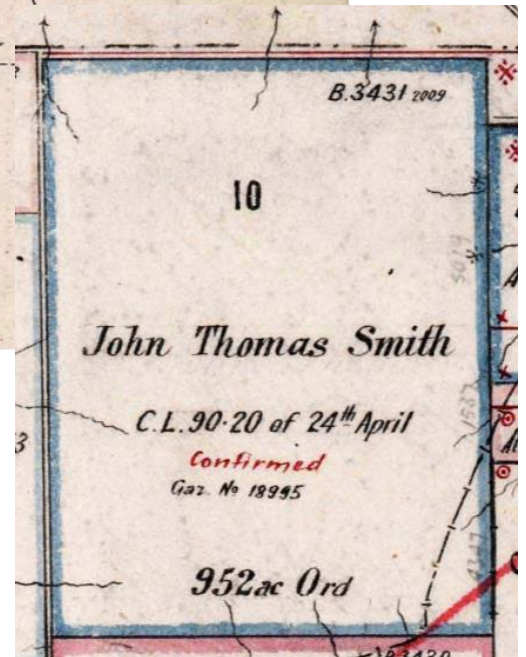 B.3431 2009
10
John Thomas Smith
C.L.90·20 of 24th April
Confirmed
Gaz. No 18995
952ac Ord